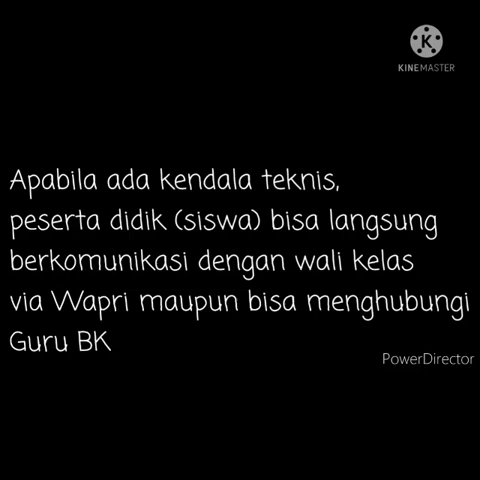 K
KINEMASTER
Apabila ada kendala teknis,
peserta didik (siswa) bisa langsung
berkomunikasi dengan wali kelas
via Wapri maupun bisa menghubungi
Guru BK
PowerDirector